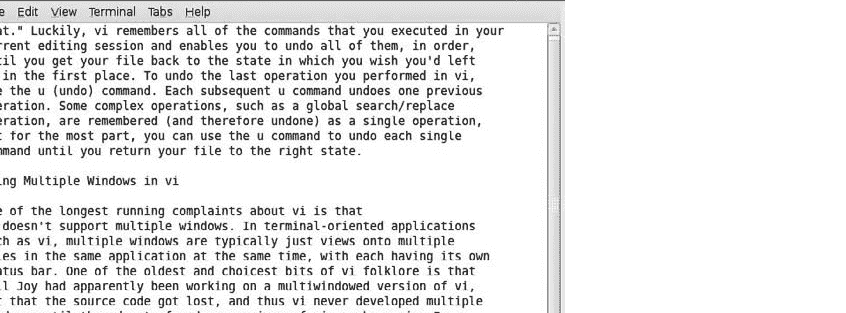 Edit View Terminal Tabs Help
at." Luckily, vi remembers all of the commands that you executed in your
rrent editing session and enables you to undo all of them, in order,
til you get your file back to the state in which you wish you'd left
in the first place. To undo the last operation you performed in vi,
e the u (undo) command. Each subsequent u command undoes one previous
eration. Some complex operations, such as a global search/replace
eration, are remembered (and therefore undone) as a single operation,
t for the most part, you can use the u command to undo each single
mmand until you return your file to the right state.
ing Multiple Windows in vi
e of the longest running complaints about vi is that
doesn't support multiple windows. In terminal-oriented applications
ch as vi, multiple windows are typically just views onto multiple
les in the same application at the same time, with each having its own
atus bar. One of the oldest and choicest bits of vi folklore is that
ll Joy had apparently been working on a multiwindowed version of vi,
t that the source code got lost, and thus vi never developed multiple